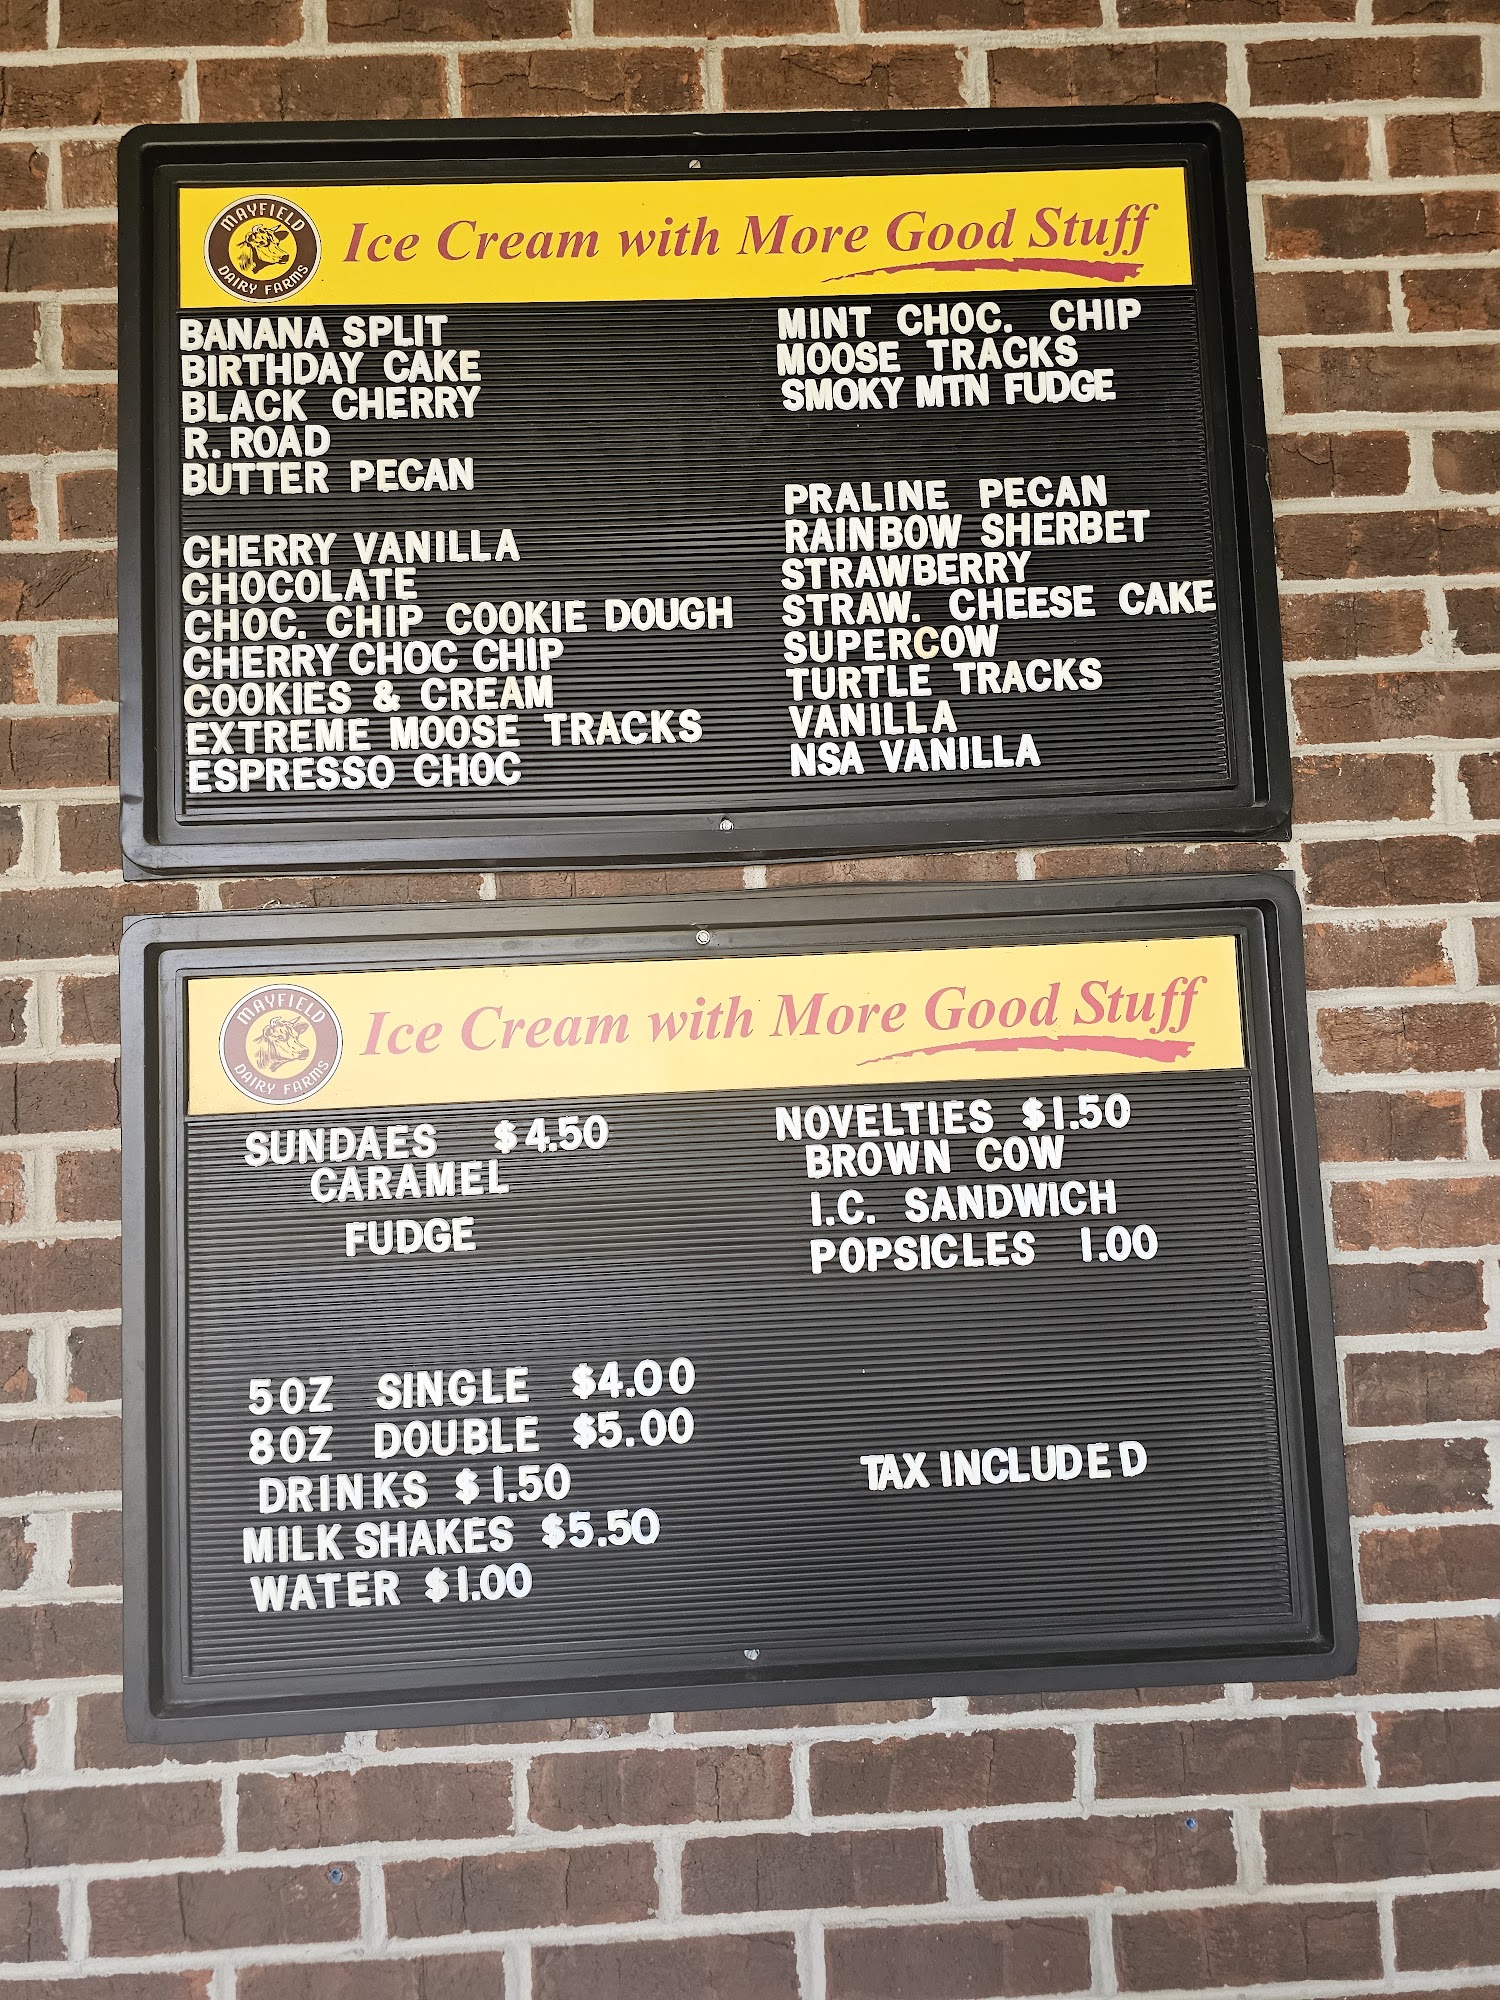 MAYFIELD
DAIRY FARMS
Ice Cream with More Good Stuff
BANANA SPLIT
BIRTHDAY CAKE
BLACK CHERRY
R. ROAD
BUTTER PECAN
CHERRY VANILLA
CHOCOLATE
CHOC. CHIP COOKIE DOUGH
CHERRY CHOC CHIP
COOKIES & CREAM
EXTREME MOOSE TRACKS
ESPRESSO CHOC
MINT CHOC. CHIP
MOOSE TRACKS
SMOKY MTN FUDGE
PRALINE PECAN
RAINBOW SHERBET
STRAWBERRY
STRAW. CHEESE CAKE
SUPERCOW
TURTLE TRACKS
VANILLA
NSA VANILLA
MAYFIELD
DAIRY FARMS
Ice Cream with More Good Stuff
SUNDAES $4.50
CARAMEL
FUDGE
5OZ SINGLE $4.00
8OZ DOUBLE $5.00
DRINKS $1.50
MILK SHAKES $5.50
WATER $1.00
NOVELTIES $1.50
BROWN COW
I.C. SANDWICH
POPSICLES 1.00
TAX INCLUDED